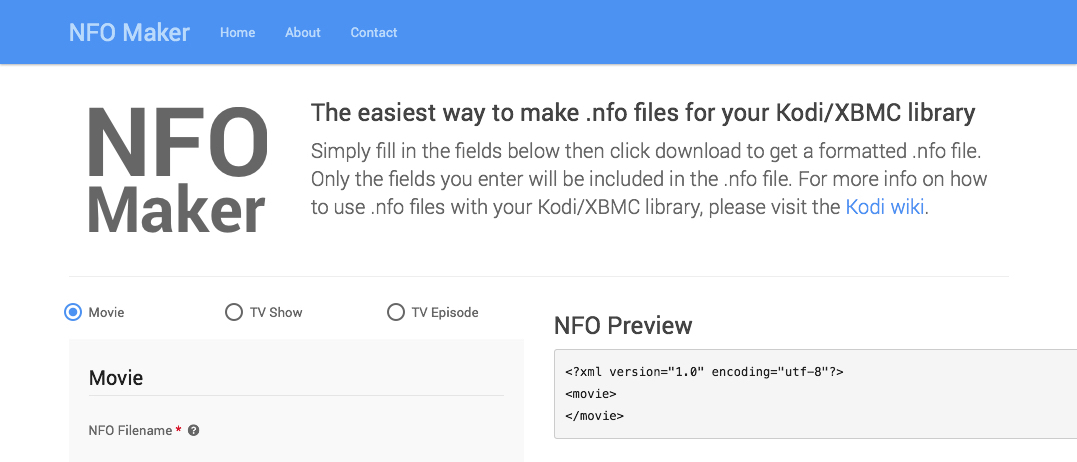 NFO Maker Home About Contact
NFO
Maker
The easiest way to make .nfo files for your Kodi/XBMC library
Simply fill in the fields below then click download to get a formatted .nfo file.
Only the fields you enter will be included in the .nfo file. For more info on how
to use .nfo files with your Kodi/XBMC library, please visit the Kodi wiki.
Movie TV Show TV Episode
Movie
NFO Filename * ?
NFO Preview
<?xml version="1.0" encoding="utf-8"?>
<movie>
</movie>